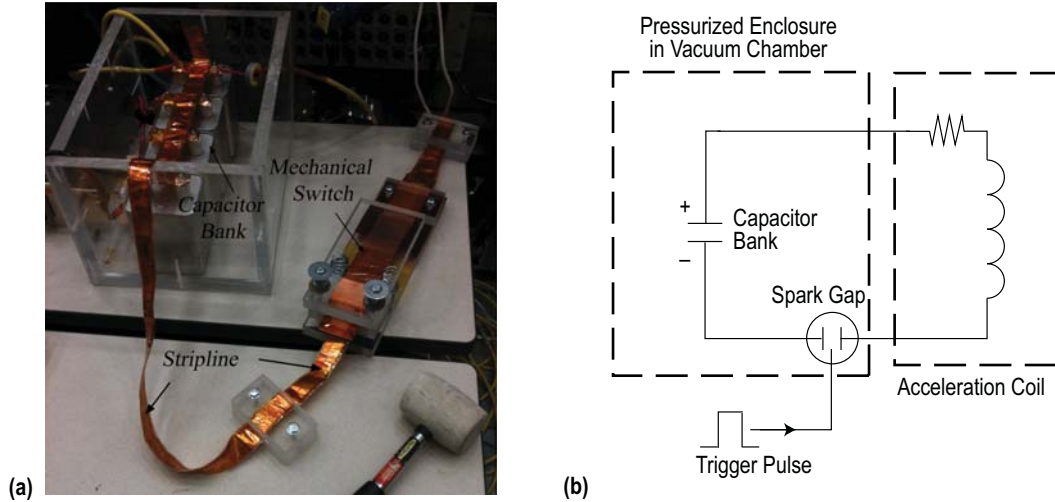 Mechanical
Switch
Capacitor
Bank
Stripline
(a)
Pressurized Enclosure
in Vacuum Chamber
+
Capacitor
Bank
–
Spark Gap
Acceleration Coil
Trigger Pulse
(b)